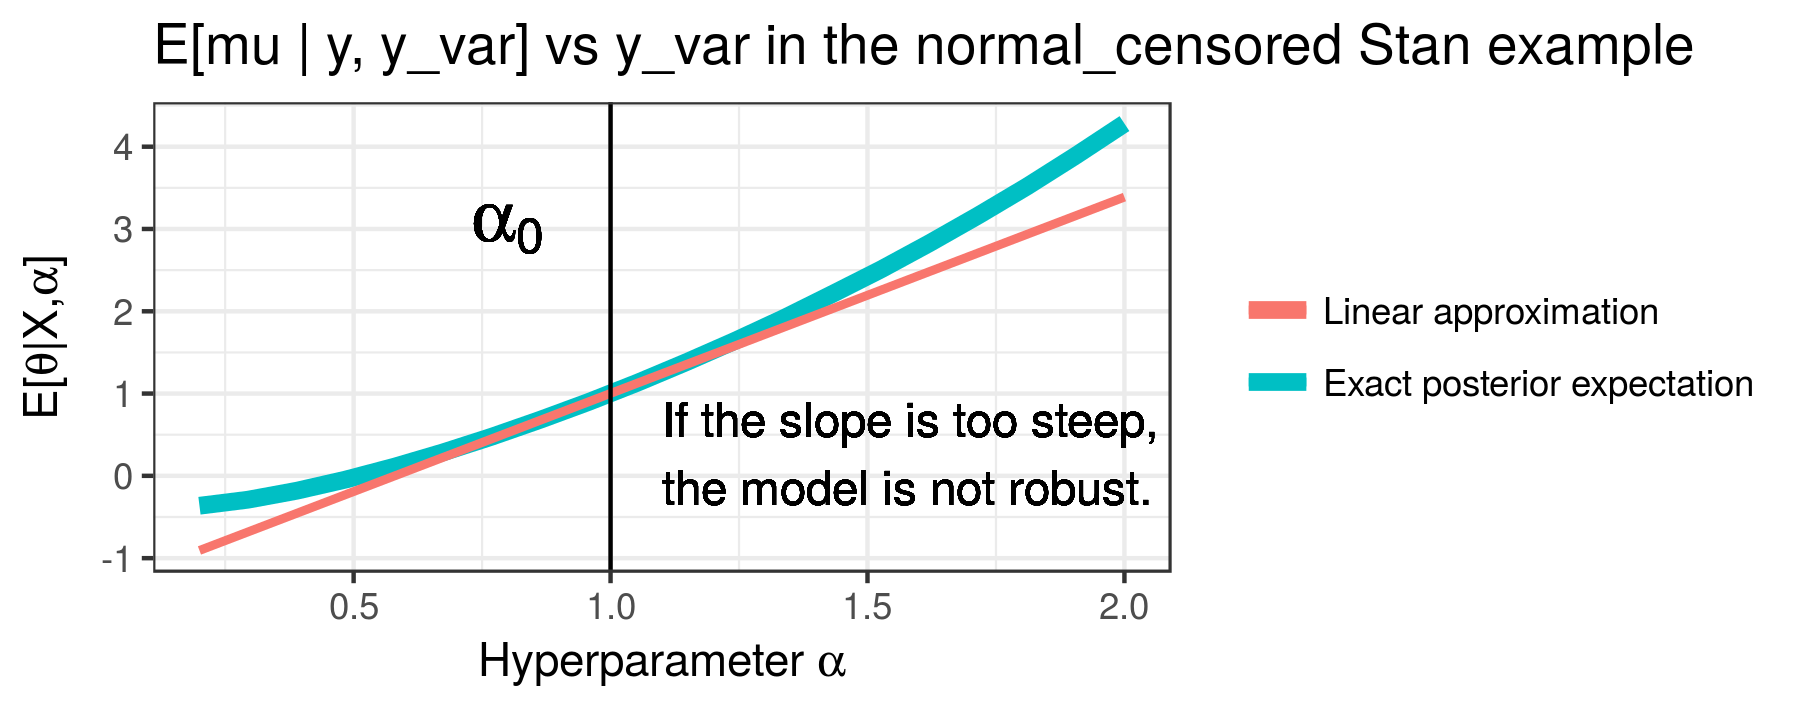 E[mu | y, y_var] vs y_var in the normal_censored Stan example
E[θ|X,α]
4
3
2
1
0
-1
α0
If the slope is too steep,
the model is not robust.
0.5 1.0 1.5 2.0
Hyperparameter α
Linear approximation
Exact posterior expectation